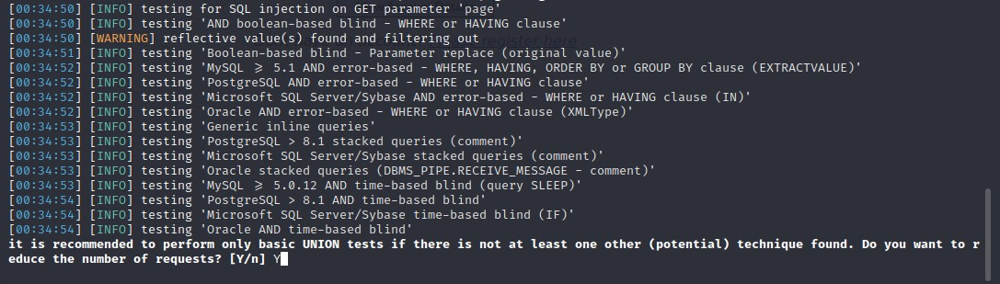 [00:34:50] [INFO] testing for SQL injection on GET parameter 'page'
[00:34:50] [INFO] testing 'AND boolean-based blind - WHERE or HAVING clause'
[00:34:50] [WARNING] reflective value(s) found and filtering out
register here
[00:34:51] [INFO] testing 'Boolean-based blind - Parameter replace (original value)'
[00:34:52] [INFO] testing 'MySQL ≥ 5.1 AND error-based - WHERE, HAVING, ORDER BY or GROUP BY clause (EXTRACTVALUE)'
[00:34:52] [INFO] testing 'PostgreSQL AND error-based - WHERE or HAVING clause'
[00:34:52] [INFO] testing 'Microsoft SQL Server/Sybase AND error-based - WHERE or HAVING clause (IN)'
[00:34:52] [INFO] testing 'Oracle AND error-based - WHERE or HAVING clause (XMLType)'
[00:34:53] [INFO] testing 'Generic inline queries'
[00:34:53] [INFO] testing 'PostgreSQL > 8.1 stacked queries (comment)'
[00:34:53] [INFO] testing 'Microsoft SQL Server/Sybase stacked queries (comment)'
[00:34:53] [INFO] testing 'Oracle stacked queries (DBMS_PIPE.RECEIVE_MESSAGE - comment)'
[00:34:53] [INFO] testing 'MySQL ≥ 5.0.12 AND time-based blind (query SLEEP)'
[00:34:54] [INFO] testing 'PostgreSQL > 8.1 AND time-based blind'
[00:34:54] [INFO] testing 'Microsoft SQL Server/Sybase time-based blind (IF)'
[00:34:54] [INFO] testing 'Oracle AND time-based blind'
it is recommended to perform only basic UNION tests if there is not at least one other (potential) technique found. Do you want to r
educe the number of requests? [Y/n] Y